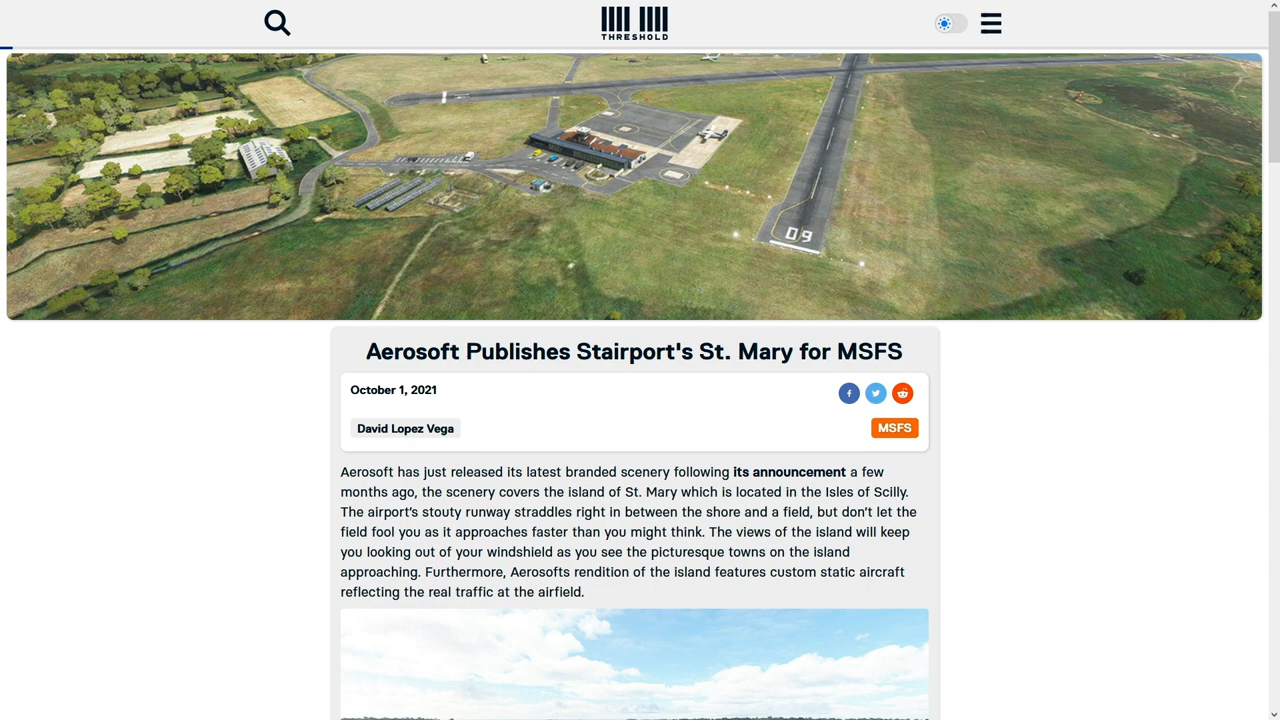 THRESHOLD
09
Aerosoft Publishes Stairport's St. Mary for MSFS
October 1, 2021
David Lopez Vega
MSFS
Aerosoft has just released its latest branded scenery following its announcement a few
months ago, the scenery covers the island of St. Mary which is located in the Isles of Scilly.
The airport's stouty runway straddles right in between the shore and a field, but don't let the
field fool you as it approaches faster than you might think. The views of the island will keep
you looking out of your windshield as you see the picturesque towns on the island
approaching. Furthermore, Aerosofts rendition of the island features custom static aircraft
reflecting the real traffic at the airfield.